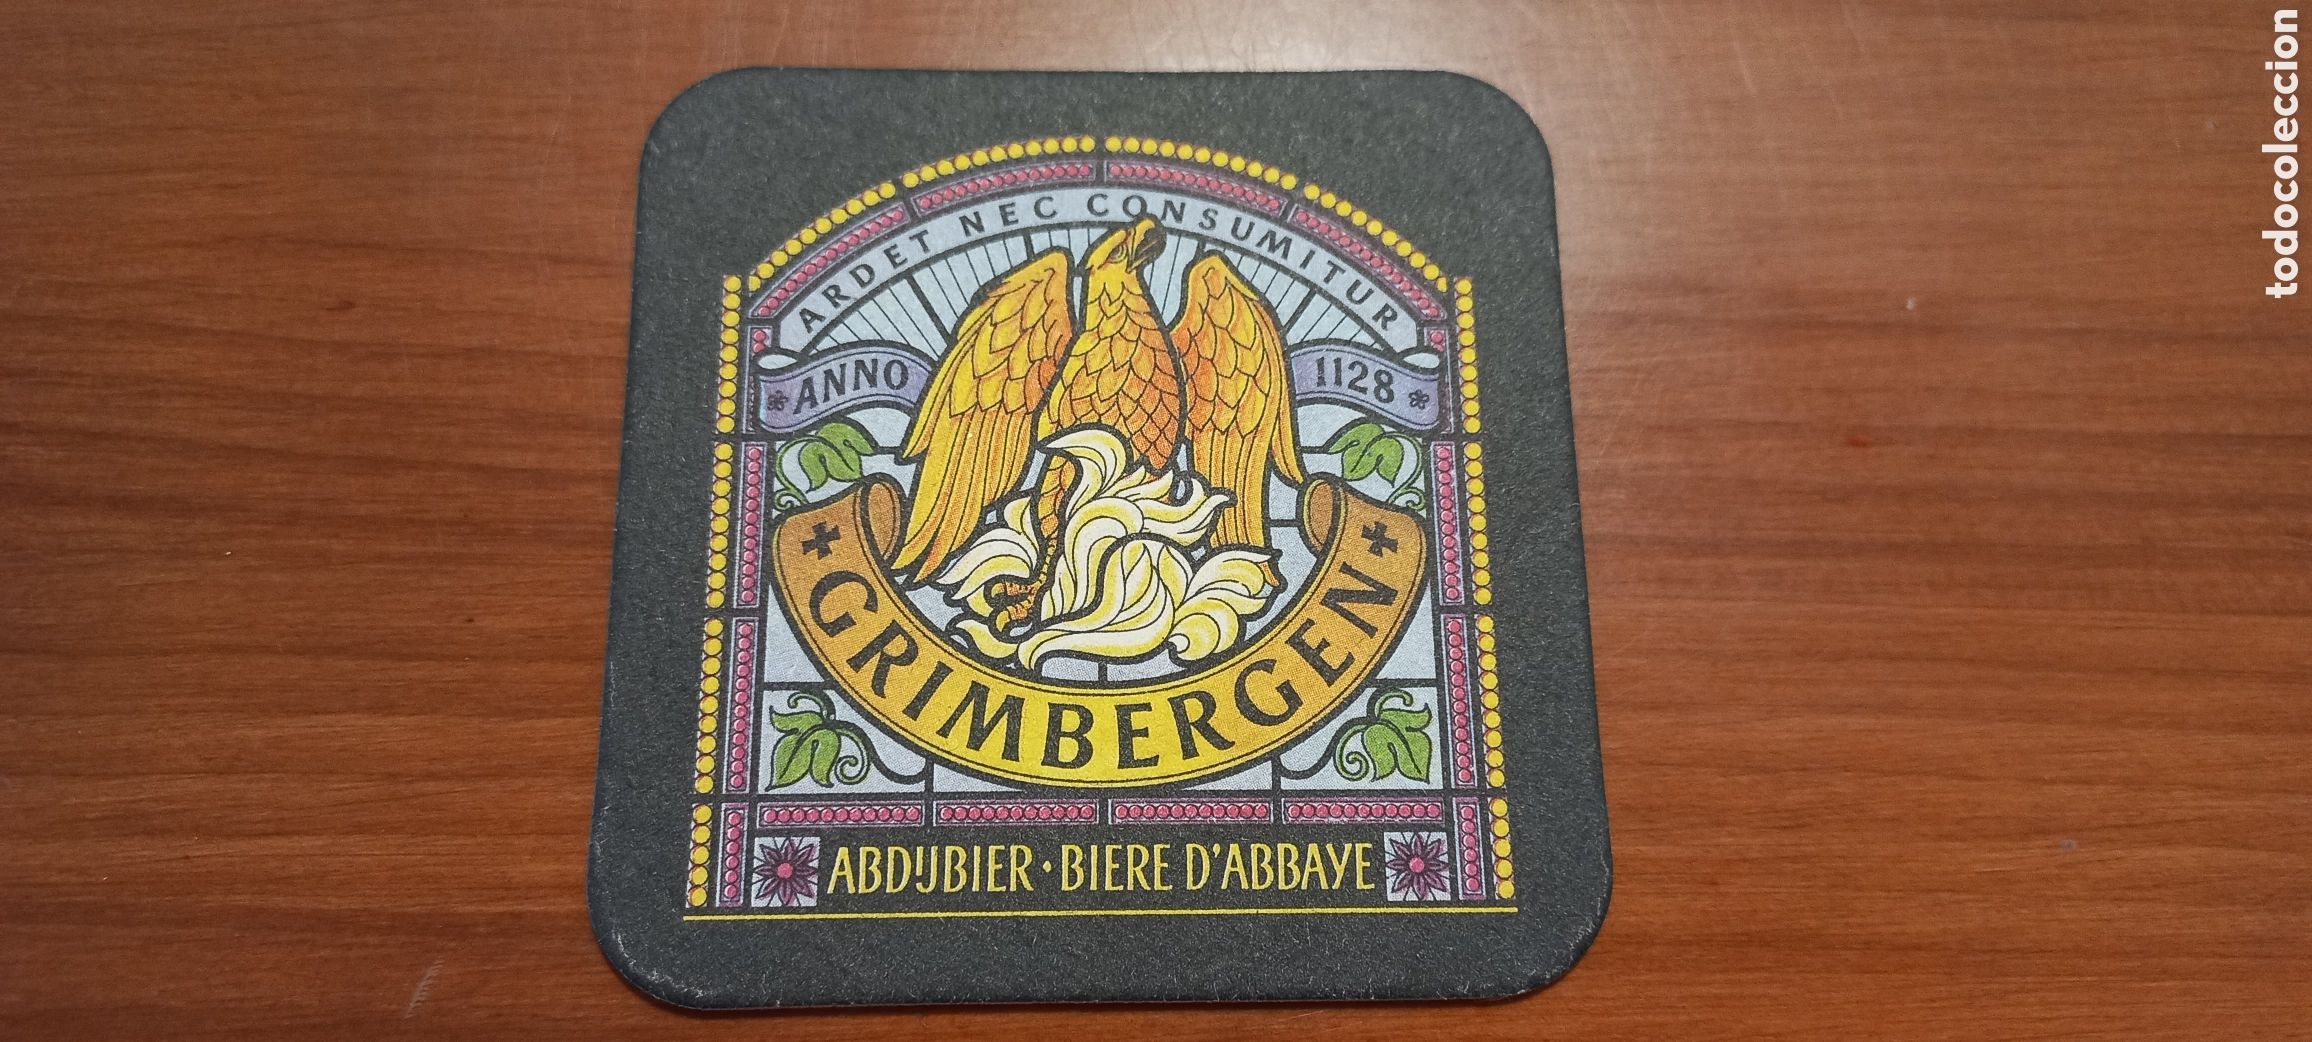 ARDET NEC CONSUMITUR
ANNO 1128
GRIMBERGEN
ABDIJBIER · BIERE D'ABBAYE
todocoleccion